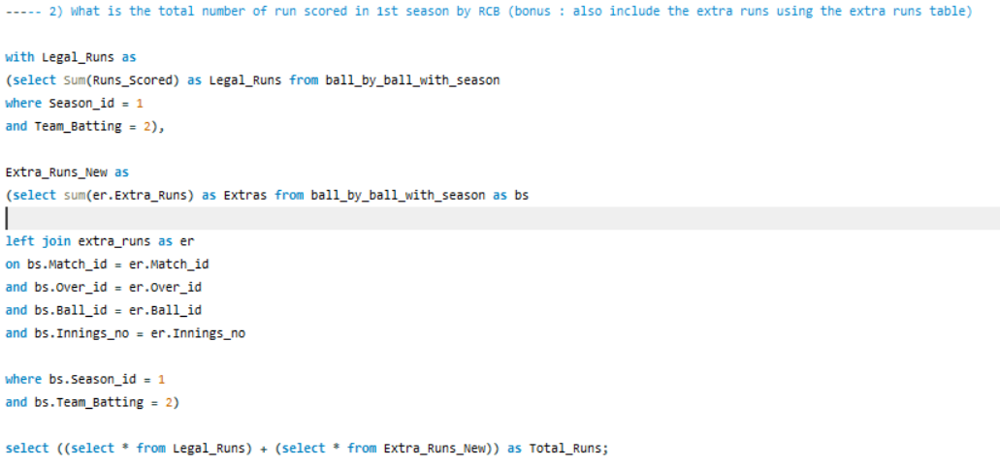 ----- 2) What is the total number of run scored in 1st season by RCB (bonus : also include the extra runs using the extra runs table)
with Legal_Runs as
(select Sum(Runs_Scored) as Legal_Runs from ball_by_ball_with_season
where Season_id = 1
and Team_Batting = 2),
Extra_Runs_New as
(select sum(er.Extra_Runs) as Extras from ball_by_ball_with_season as bs
left join extra_runs as er
on bs.Match_id = er.Match_id
and bs.Over_id = er.Over_id
and bs.Ball_id = er.Ball_id
and bs.Innings_no = er.Innings_no
where bs.Season_id = 1
and bs.Team_Batting = 2)
select ((select * from Legal_Runs) + (select * from Extra_Runs_New)) as Total_Runs;